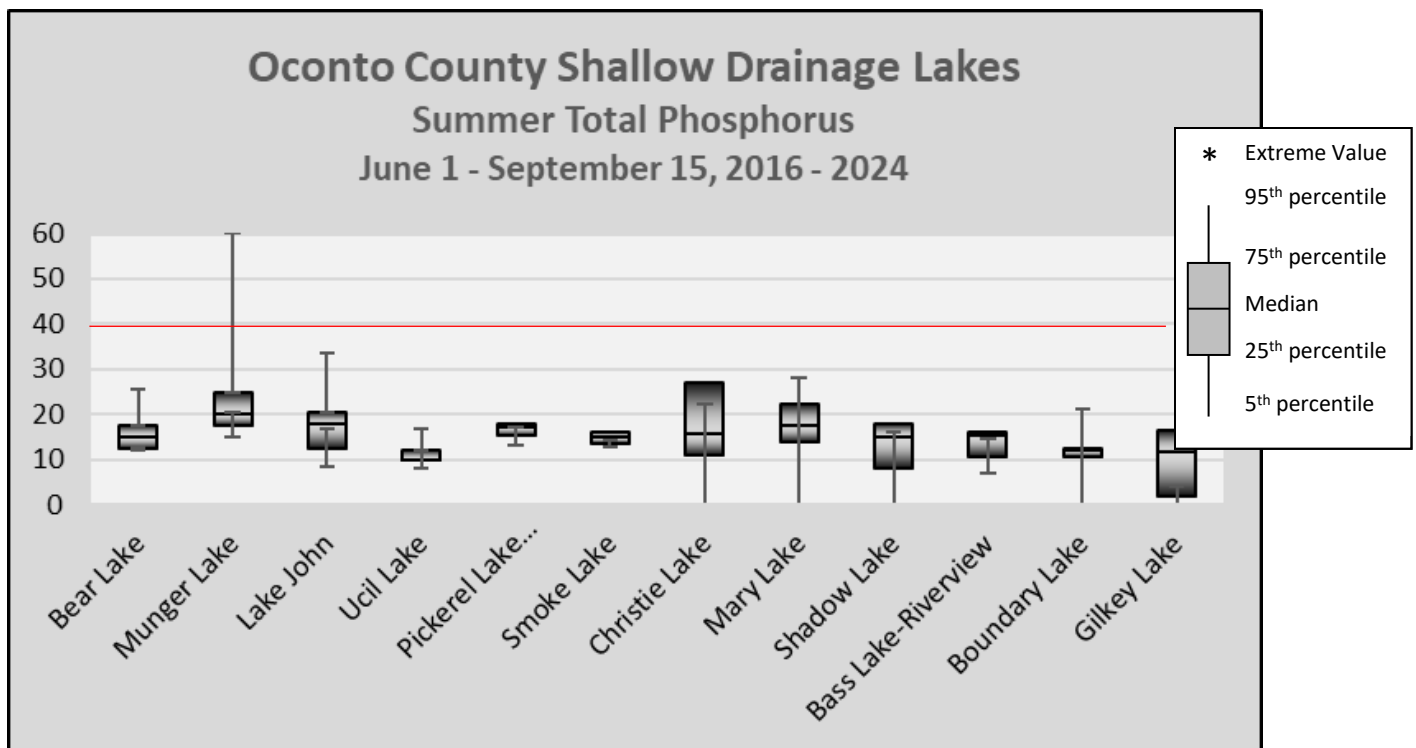 Oconto County Shallow Drainage Lakes
Summer Total Phosphorus
June 1 - September 15, 2016 - 2024
* Extreme Value
95th percentile
75th percentile
Median
25th percentile
5th percentile
60
50
40
30
20
10
0
Bear Lake
Munger Lake
Lake John
Ucil Lake
Pickerel Lake...
Smoke Lake
Christie Lake
Mary Lake
Shadow Lake
Bass Lake-Riverview
Boundary Lake
Gilkey Lake